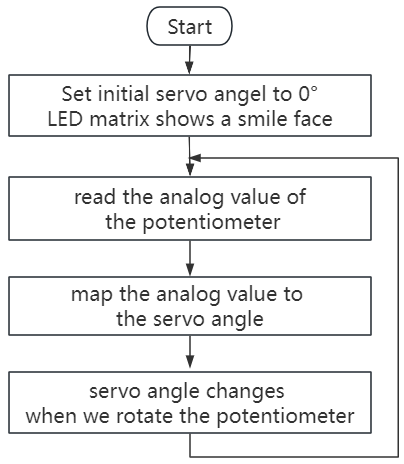 Start
Set initial servo angel to 0°
LED matrix shows a smile face
read the analog value of
the potentiometer
map the analog value to
the servo angle
servo angle changes
when we rotate the potentiometer